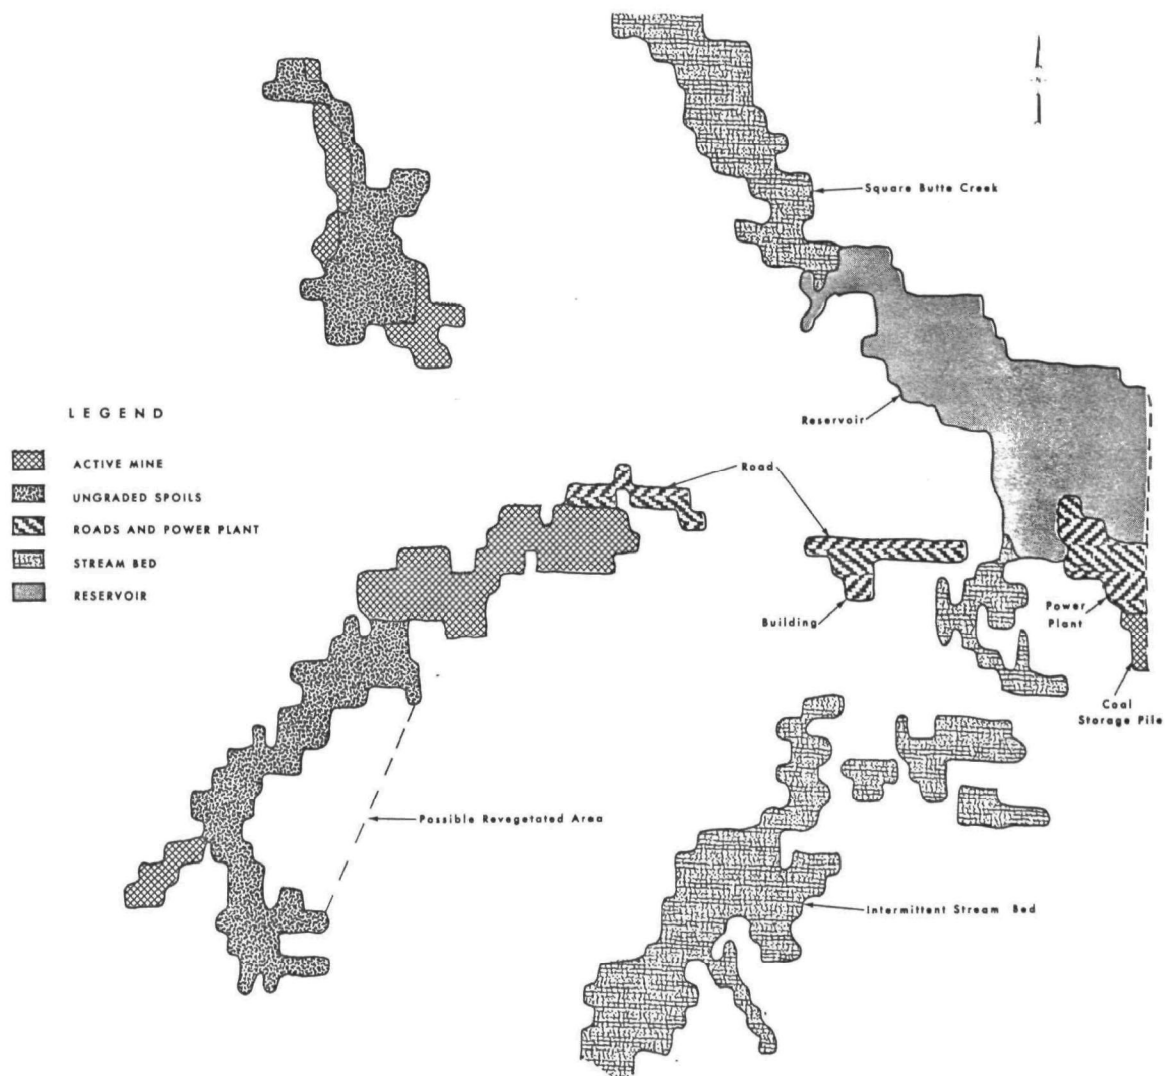 N
Square Butte Creek
LEGEND
ACTIVE MINE
UNGRADED SPOILS
ROADS AND POWER PLANT
STREAM BED
RESERVOIR
Reservoir
Road
Building
Power
Plant
Coal
Storage Pile
Possible Revegetated Area
Intermittent Stream Bed